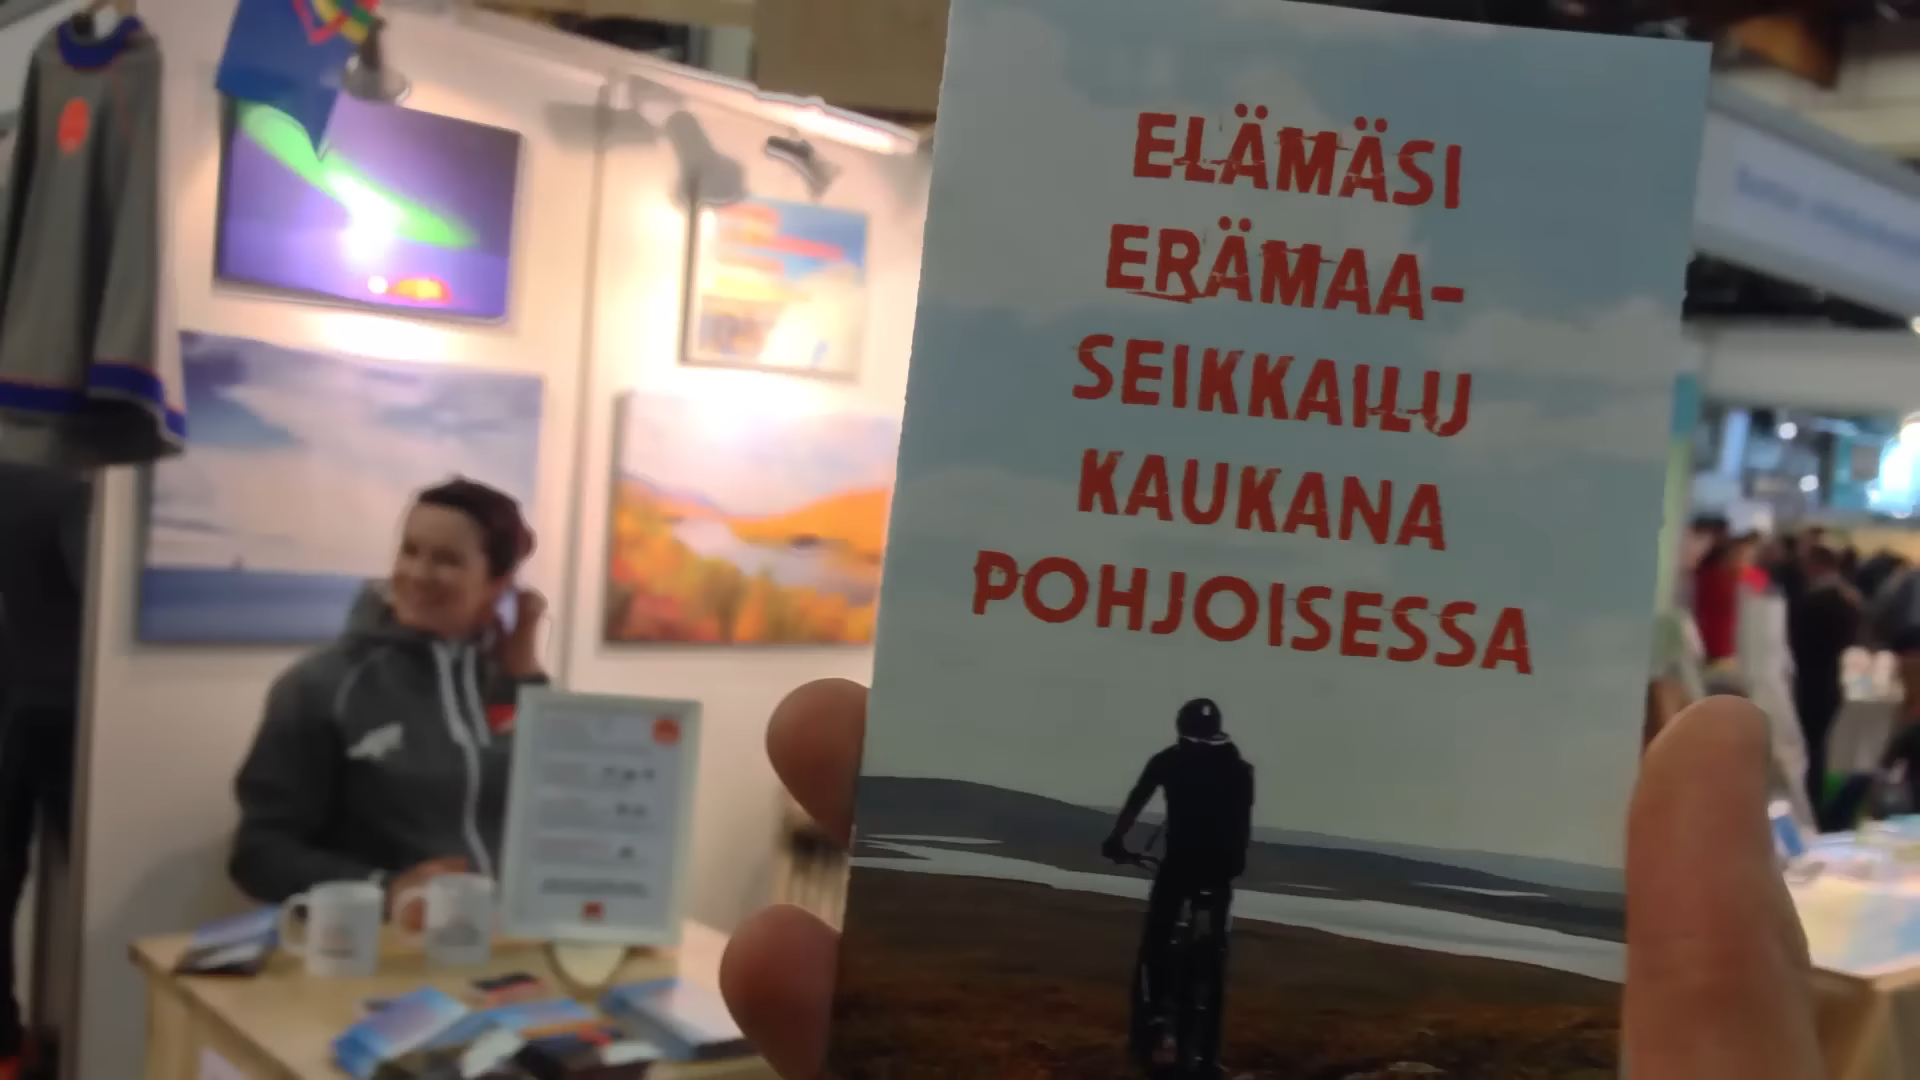 ELÄMÄSI
ERÄMAA-
SEIKKAILU
KAUKANA
POHJOISESSA